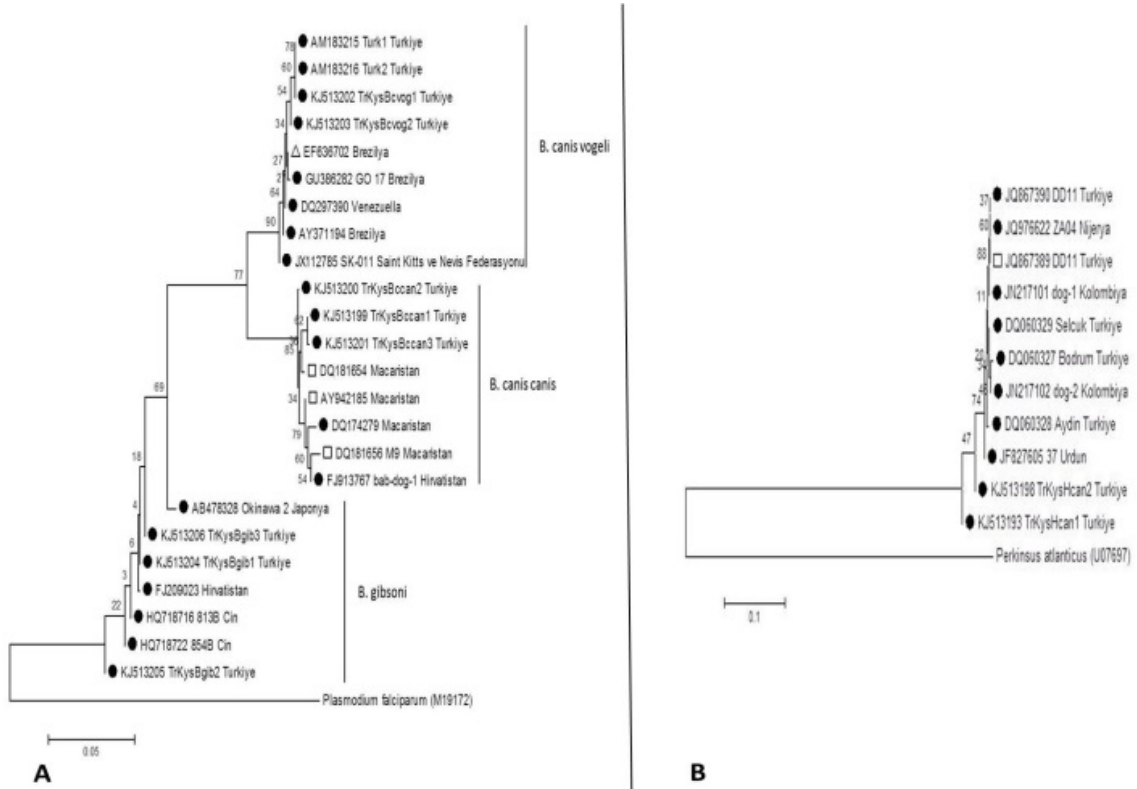 78
AM183215 Turk1 Turkiye
60
AM183216 Turk2 Turkiye
54
KJ513202 TrKysBcvog1 Turkiye
34
KJ513203 TrKysBcvog2 Turkiye
27
EF636702 Brezilya
2
GU386282 GO 17 Brezilya
64
DQ297390 Venezuella
90
AY371194 Brezilya
JX112785 SK-011 Saint Kitts ve Nevis Federasyonu
B. canis vogeli
77
KJ513200 TrKysBccan2 Turkiye
62
KJ513199 TrKysBccan1 Turkiye
KJ513201 TrKysBccan3 Turkiye
85
DQ181654 Macaristan
34
AY942185 Macaristan
79
DQ174279 Macaristan
60
DQ181656 M9 Macaristan
54
FJ913767 bab-dog-1 Hirvatistan
B. canis canis
69
AB478328 Okinawa 2 Japonya
18
KJ513206 TrKysBgib3 Turkiye
4
KJ513204 TrKysBgib1 Turkiye
6
FJ209023 Hirvatistan
3
HQ718716 813B Cin
22
HQ718722 854B Cin
KJ513205 TrKysBgib2 Turkiye
B. gibsoni
Plasmodium falciparum (M19172)
0.05
A
37
JQ867390 DD11 Turkiye
60
JQ976622 ZA04 Nijerya
88
JQ867389 DD11 Turkiye
11
JN217101 dog-1 Kolombiya
DQ060329 Selcuk Turkiye
DQ060327 Bodrum Turkiye
JN217102 dog-2 Kolombiya
74
DQ060328 Aydin Turkiye
47
JF827605 37 Urdun
KJ513198 TrKysHcan2 Turkiye
KJ513193 TrKysHcan1 Turkiye
Perkinsus atlanticus (U07697)
0.1
B